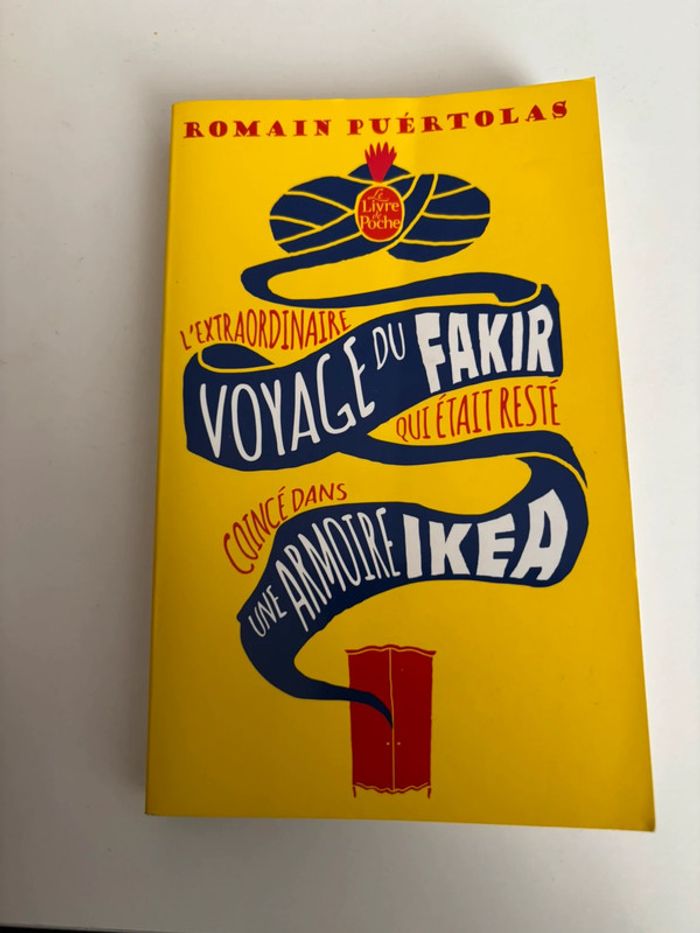 ROMAIN PUÉRTOLAS
Le
Livre
de
Poche
L'EXTRAORDINAIRE
VOYAGE DU FAKIR
QUI ÉTAIT RESTÉ
COINCÉ DANS
UNE ARMOIRE IKEA